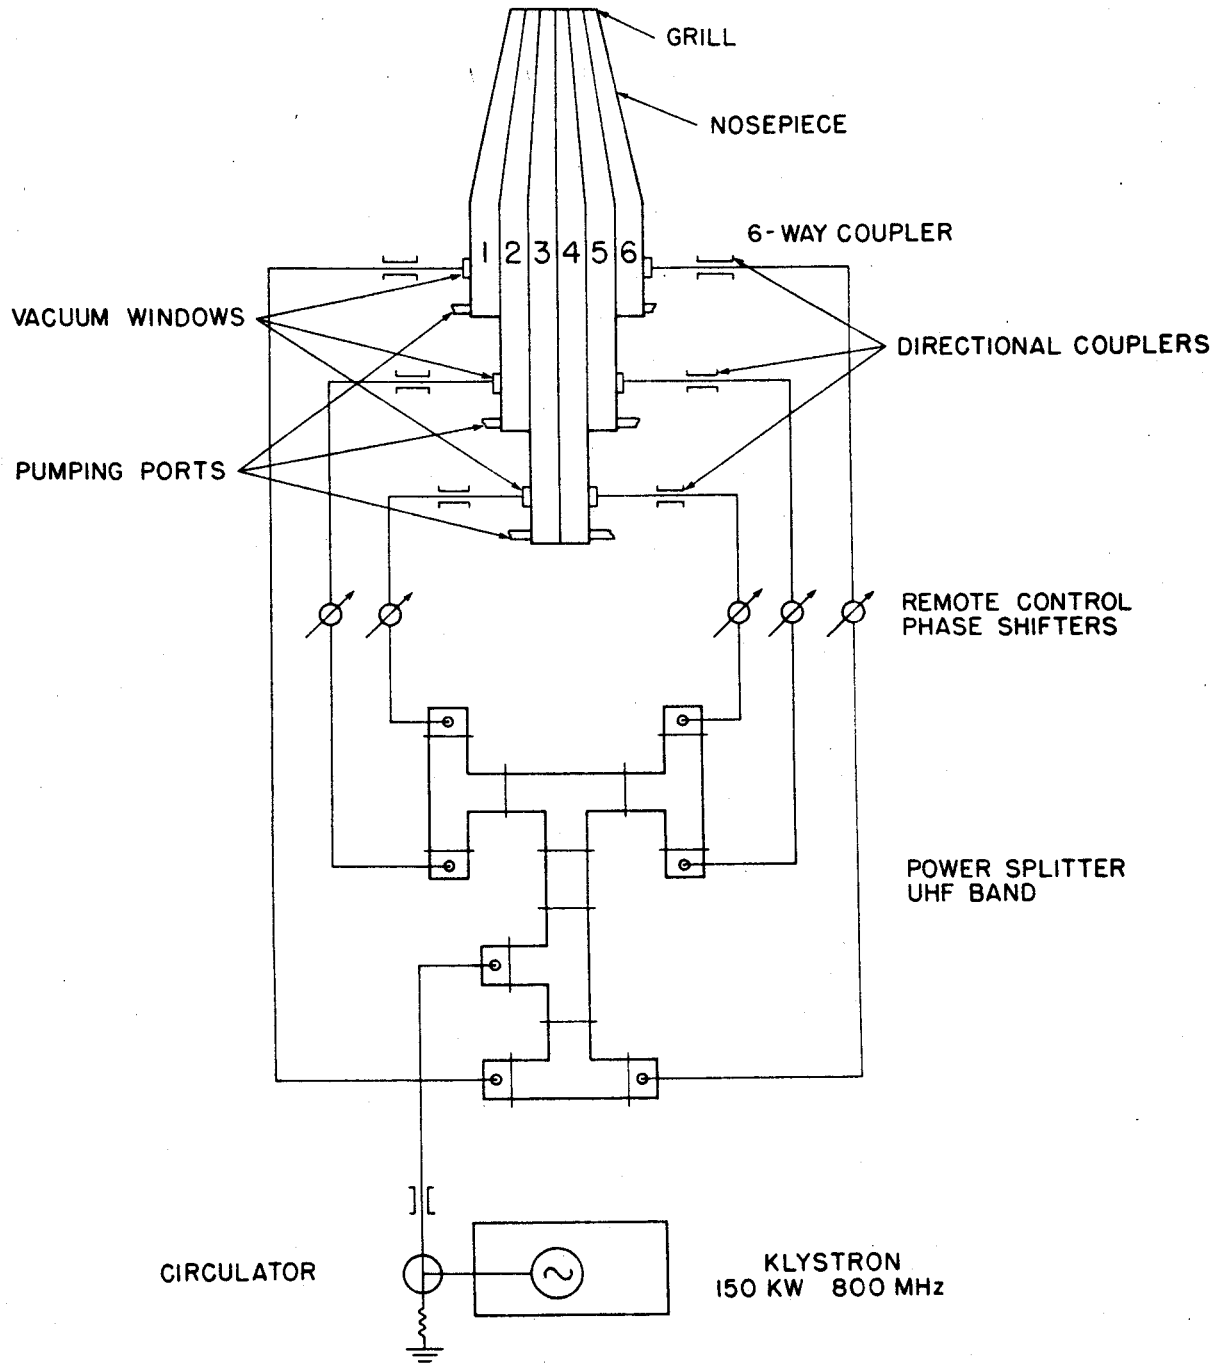 GRILL
NOSEPIECE
6-WAY COUPLER
1 2 3 4 5 6
VACUUM WINDOWS
DIRECTIONAL COUPLERS
PUMPING PORTS
REMOTE CONTROL
PHASE SHIFTERS
POWER SPLITTER
UHF BAND
CIRCULATOR
KLYSTRON
150 KW 800 MHz